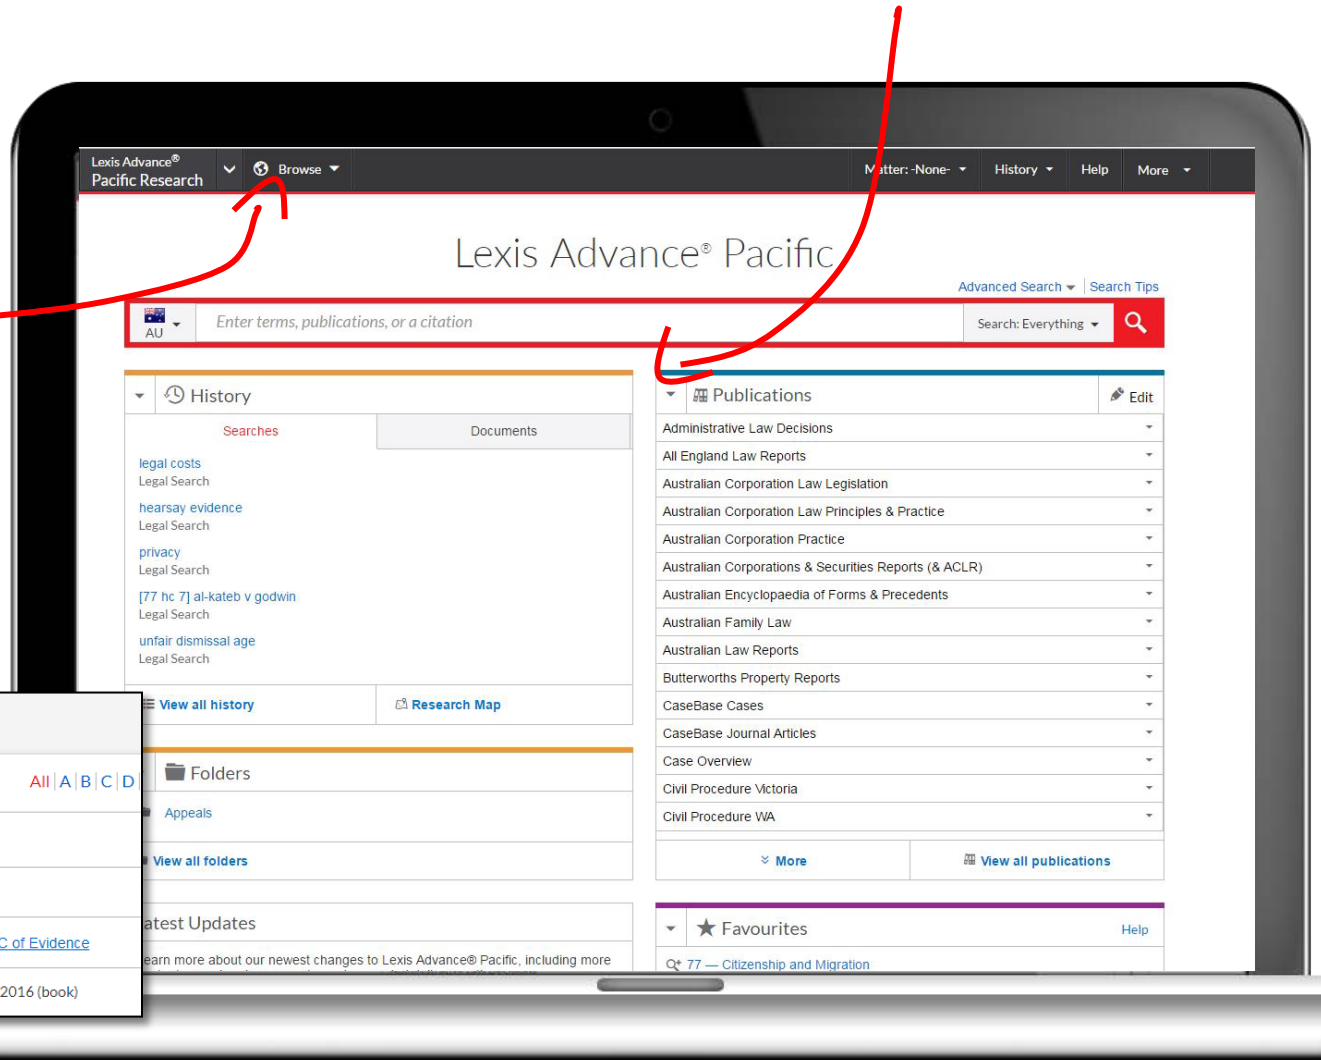 Lexis Advance®
Pacific Research
Browse
Matter: -None-
History
Help
More
Lexis Advance® Pacific
Advanced Search
Search Tips
AU
Enter terms, publications, or a citation
Search: Everything
History
Searches
Documents
legal costs
Legal Search
hearsay evidence
Legal Search
privacy
Legal Search
[77 hc 7] al-kateb v godwin
Legal Search
unfair dismissal age
Legal Search
View all history
Research Map
Folders
Appeals
View all folders
atest Updates
earn more about our newest changes to Lexis Advance® Pacific, including more
Publications
Edit
Administrative Law Decisions
All England Law Reports
Australian Corporation Law Legislation
Australian Corporation Law Principles & Practice
Australian Corporation Practice
Australian Corporations & Securities Reports (& ACLR)
Australian Encyclopaedia of Forms & Precedents
Australian Family Law
Australian Law Reports
Butterworths Property Reports
CaseBase Cases
CaseBase Journal Articles
Case Overview
Civil Procedure Victoria
Civil Procedure WA
More
View all publications
Favourites
Help
77 — Citizenship and Migration
All | A | B | C | D
C of Evidence
2016 (book)